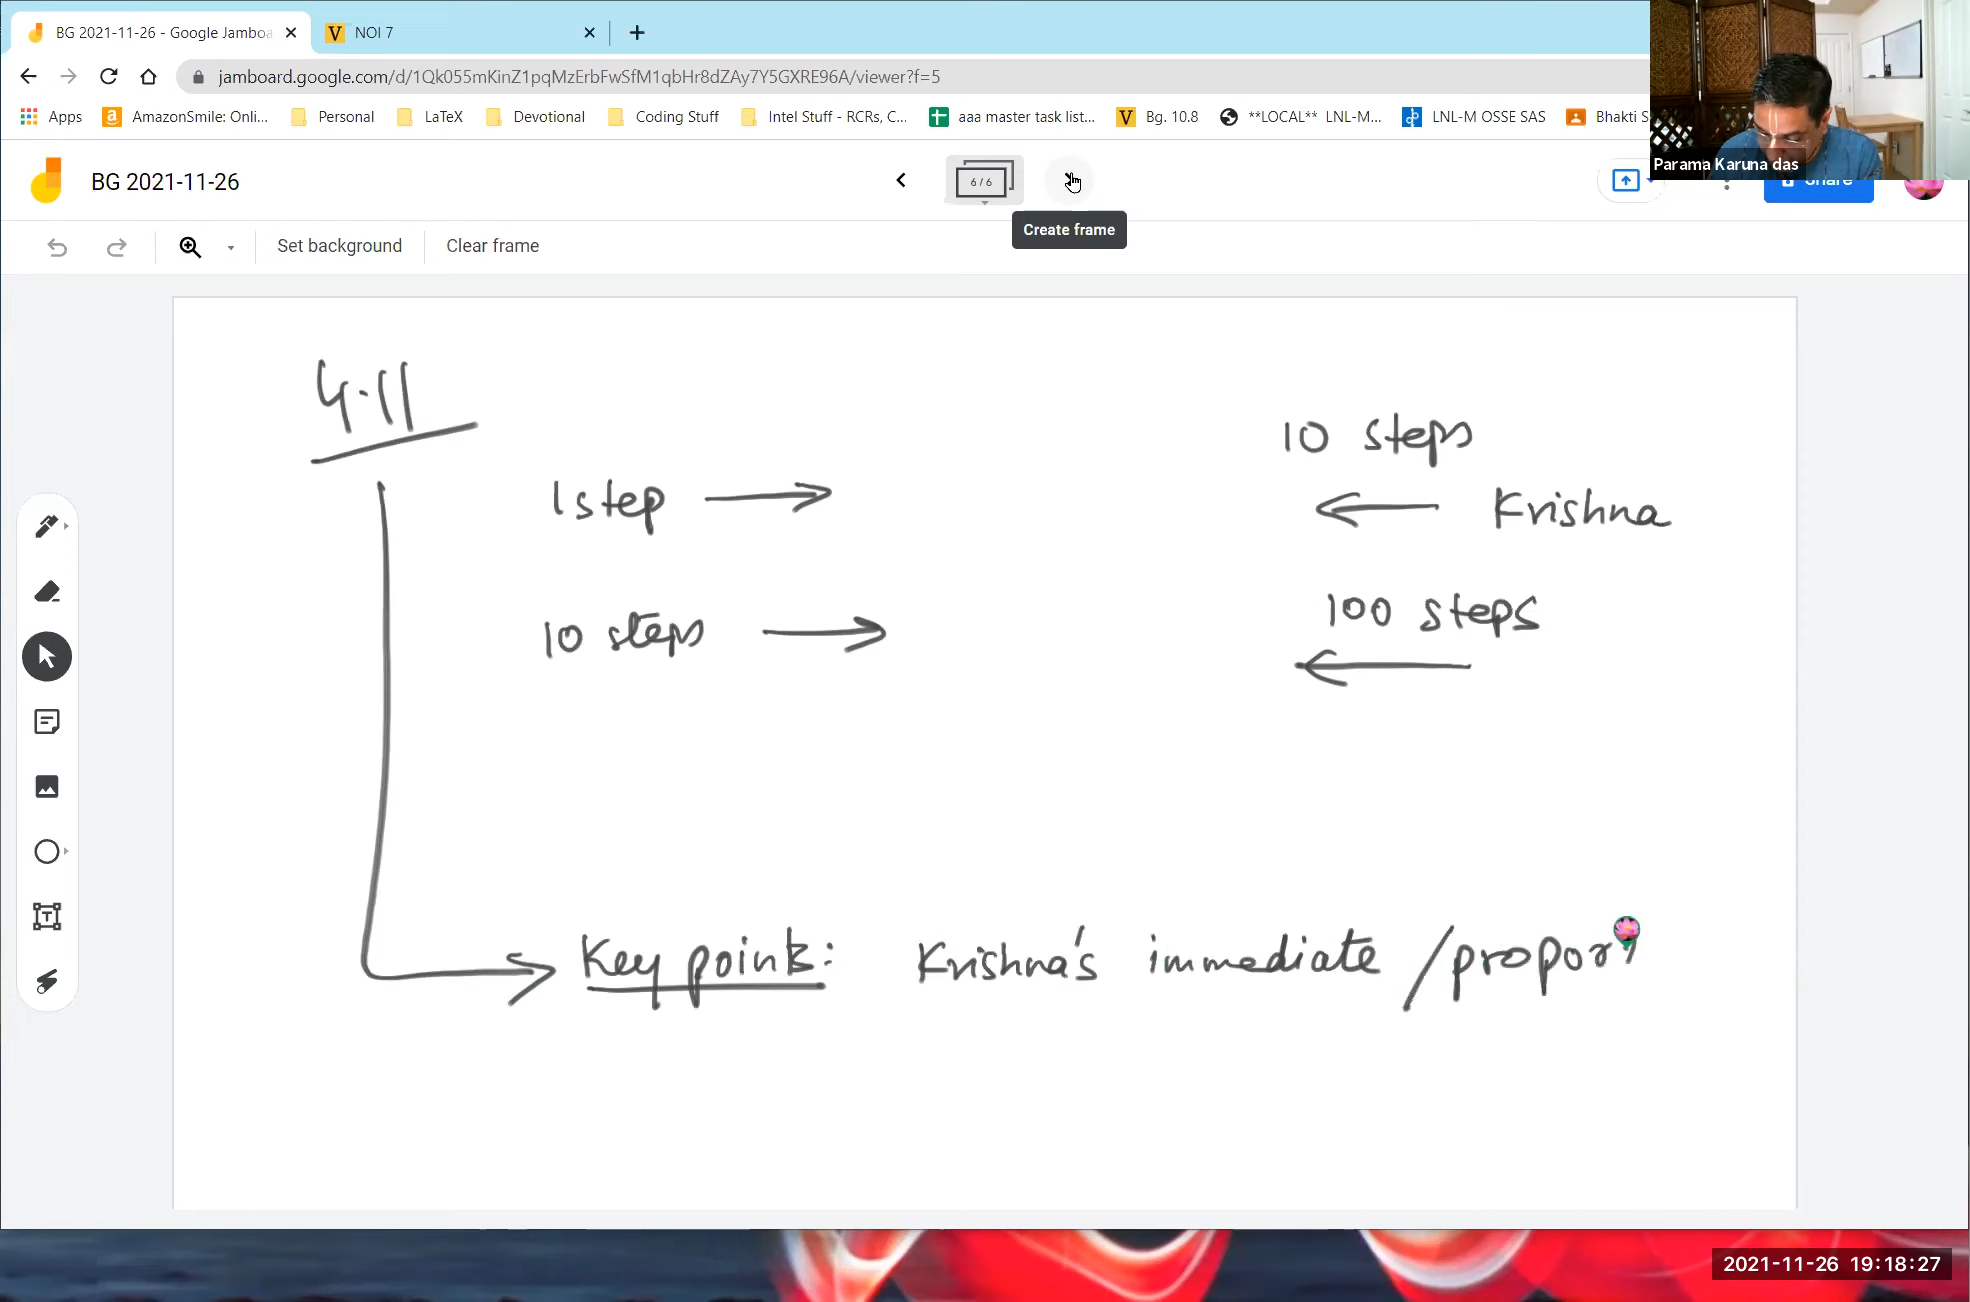 BG 2021-11-26 - Google Jamboa
NOI 7
jamboard.google.com/d/1Qk055mKinZ1pqMzErbFwSfM1qbHr8dZAy7Y5GXRE96A/viewer?f=5
Apps AmazonSmile: Onli... Personal LaTeX Devotional Coding Stuff Intel Stuff - RCRs, C... aaa master task list... Bg. 10.8 **LOCAL** LNL-M... LNL-M OSSE SAS Bhakti S
Parama Karuna das
BG 2021-11-26
6 / 6
Share
Create frame
Set background Clear frame
4.11
10 steps
1 step Krishna
10 steps 100 steps
Key point: Krishna's immediate / propor
2021-11-26 19:18:27